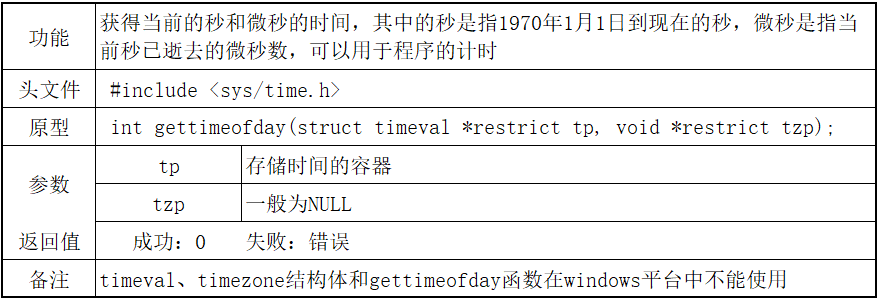 功能
获得当前的秒和微秒的时间，其中的秒是指1970年1月1日到现在的秒，微秒是指当
前秒已逝去的微秒数，可以用于程序的计时
头文件 #include <sys/time.h>
原型 int gettimeofday(struct timeval *restrict tp, void *restrict tzp);
参数
tp 存储时间的容器
tzp 一般为NULL
返回值 成功：0 失败：错误
备注 timeval、timezone结构体和gettimeofday函数在windows平台中不能使用